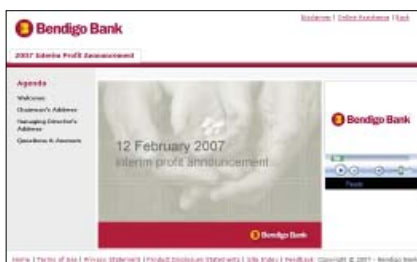 Bendigo Bank
Disclaimer | Online Assistance | Exit
2007 Interim Profit Announcement
Agenda
Welcome
Chairman's Address
Managing Director's
Address
Questions & Answers
12 February 2007
interim profit announcement
Bendigo Bank
Bendigo Bank
Home | Terms of Use | Privacy Statement | Product Disclosure Statements | Site Index | Feedback Copyright © 2007 - Bendigo Bank